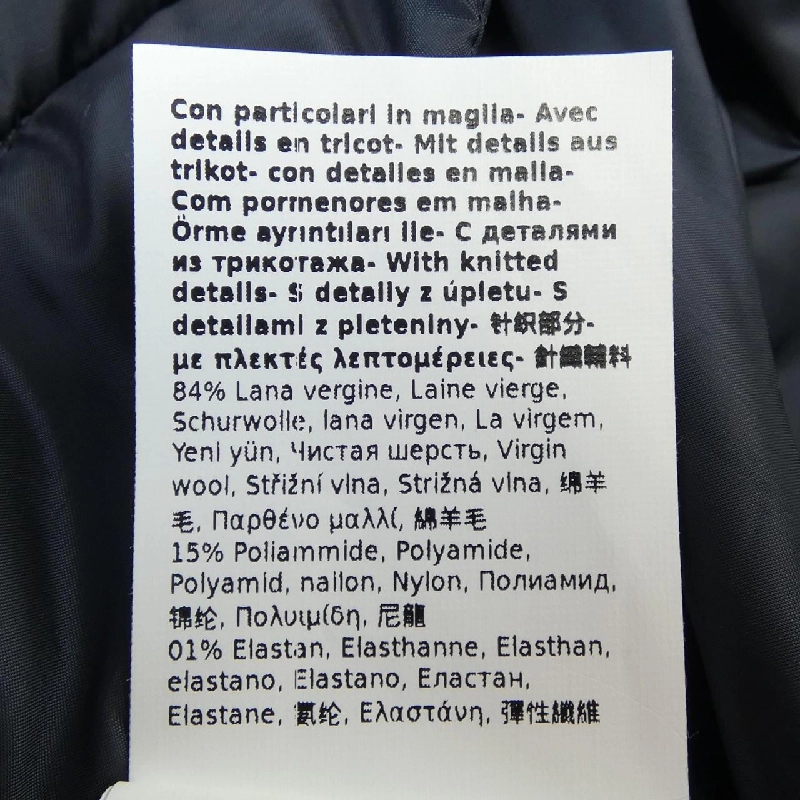 Con particolari in maglia- Avec
details en tricot- Mit details aus
trikot- con detalles en malla-
Com pormenores em malha-
Örme ayrıntıları ile- С деталями
из трикотажа- With knitted
details- S detaily z úpletu- S
detailami z pleteniny- 针织部分-
με πλεκτές λεπτομέρειες- 針織輔料
84% Lana vergine, Laine vierge,
Schurwolle, lana virgen, La virgem,
Yeni yün, Чистая шерсть, Virgin
wool, Střižní vlna, Strižná vlna, 绵羊
毛, Παρθένο μαλλί, 綿羊毛
15% Poliammide, Polyamide,
Polyamid, nailon, Nylon, Полиамид,
锦纶, Πολυιμίδη, 尼龍
01% Elastan, Elasthanne, Elasthan,
elastano, Elastano, Еластан,
Elastane, 氨纶, Ελαστάνη, 彈性纖維